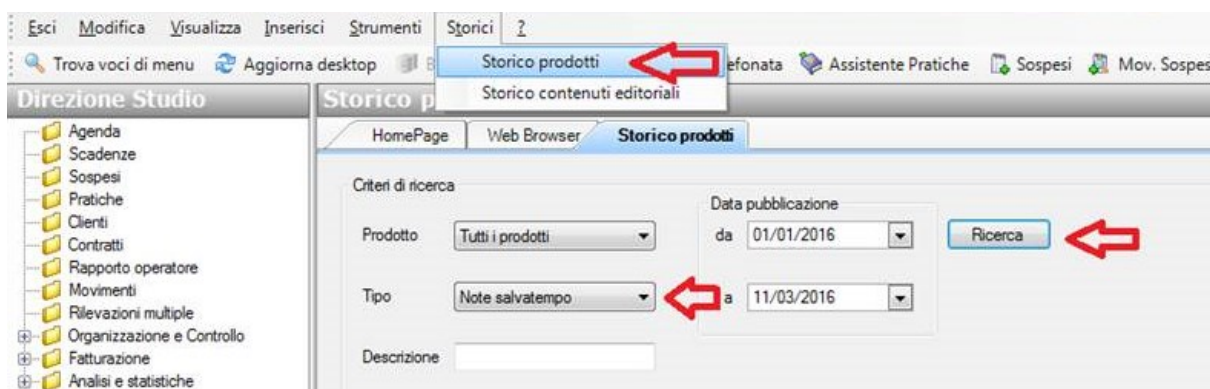 Esci Modifica Visualizza Inserisci Strumenti Storici ?
Trova voci di menu Aggiorna desktop Storico prodotti Assistente Pratiche Sospesi Mov. Sospes
Storico contenuti editoriali
Direzione Studio
Storico p
HomePage Web Browser Storico prodotti
Agenda
Scadenze
Sospesi
Pratiche
Clienti
Contratti
Rapporto operatore
Movimenti
Rilevazioni multiple
Organizzazione e Controllo
Fatturazione
Analisi e statistiche
Criteri di ricerca
Data pubblicazione
Prodotto Tutti i prodotti da 01/01/2016 Ricerca
Tipo Note salvatempo a 11/03/2016
Descrizione